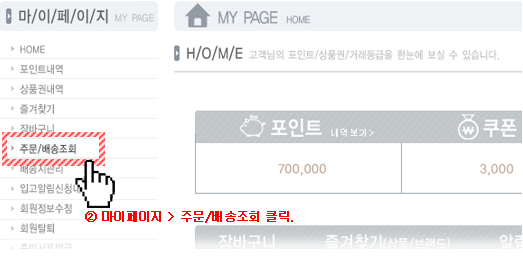 마/이/페/이/지 MY PAGE
HOME
포인트내역
상품권내역
즐겨찾기
장바구니
주문/배송조회
배송지관리
입고알림신청내
회원정보수정
회원탈퇴
MY PAGE
H/O/M/E 고객님의 포인트/상품권/거래등급을 한눈에 보실 수 있습니다.
포인트 내역보기> 쿠폰
700,000 3,000
② 마이페이지 > 주문/배송조회 클릭.
장바구니 즐겨찾기(상품/브랜드) 알림